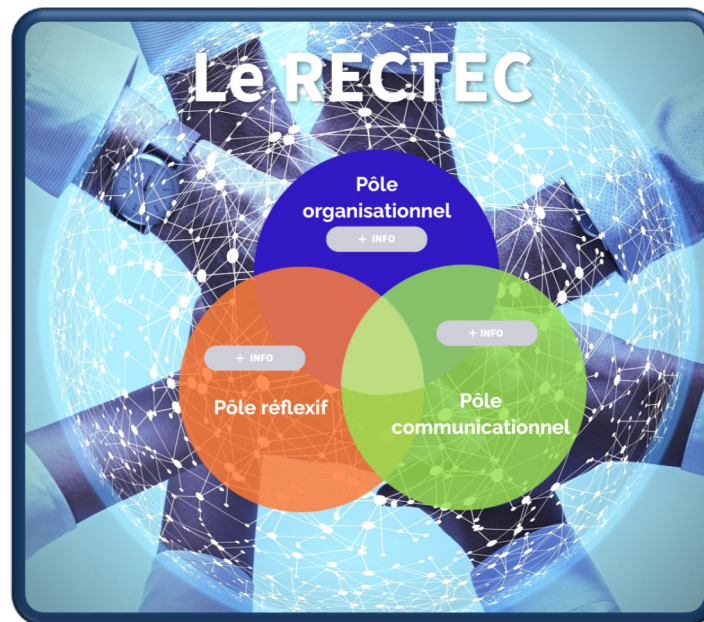 Le RECTEC
Pôle
organisationnel
+ INFO
+ INFO
+ INFO
Pôle réflexif
Pôle
communicationnel